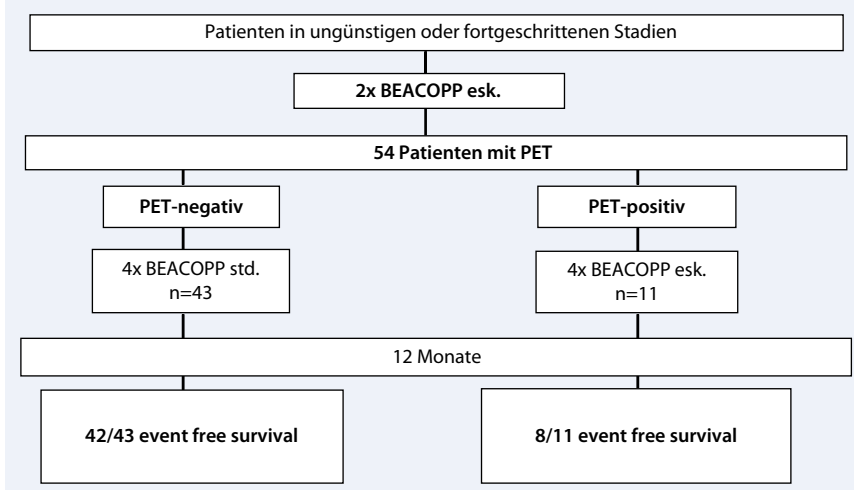 Patienten in ungünstigen oder fortgeschrittenen Stadien
2x BEACOPP esk.
54 Patienten mit PET
PET-negativ
PET-positiv
4x BEACOPP std.
n=43
4x BEACOPP esk.
n=11
12 Monate
42/43 event free survival
8/11 event free survival